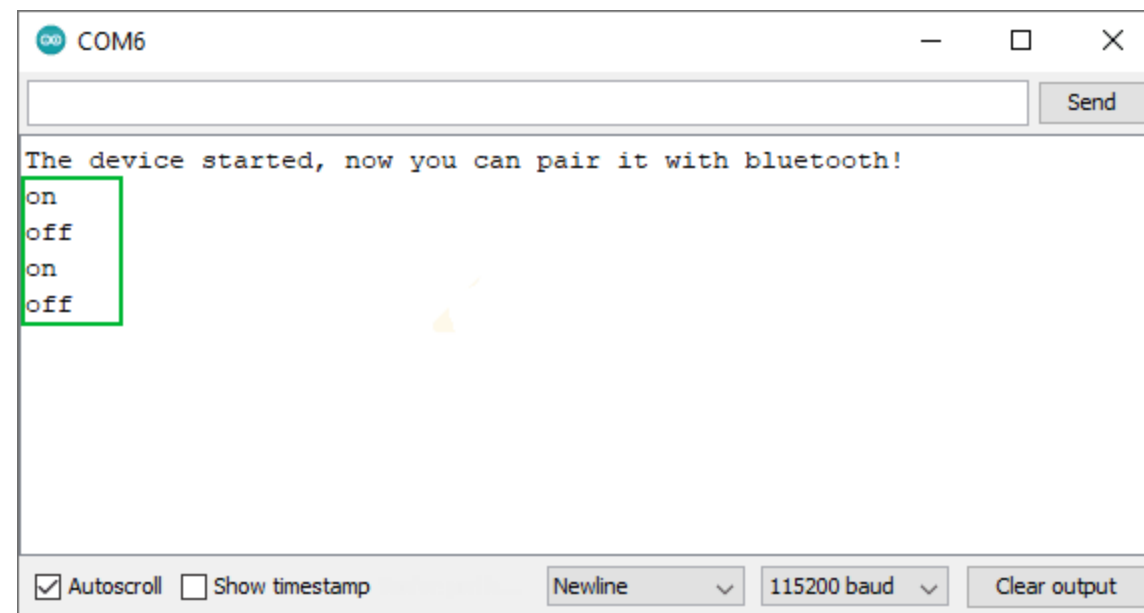 COM6
Send
The device started, now you can pair it with bluetooth!
on
off
on
off
Autoscroll Show timestamp Newline 115200 baud Clear output